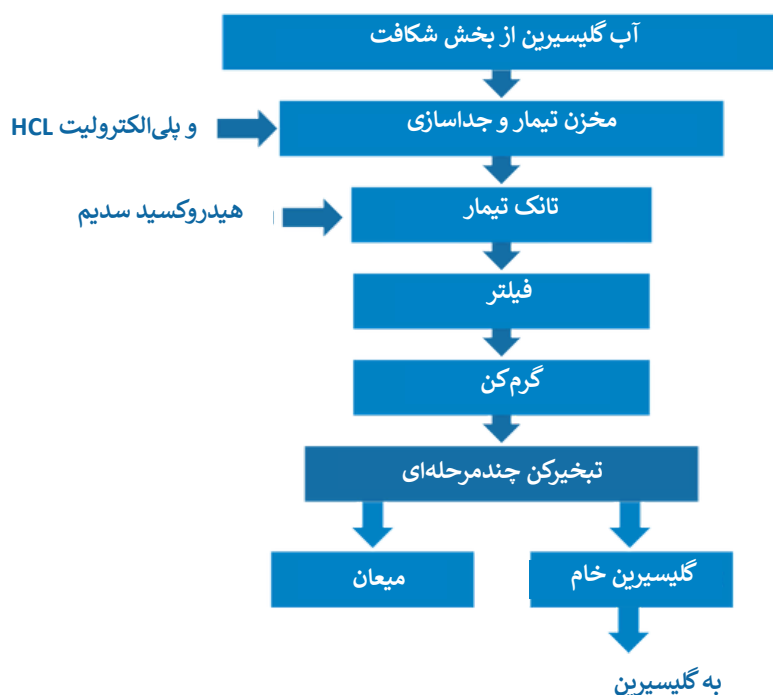 آب گلیسیرین از بخش شکافت
مخزن تیمار و جداسازی
و پلی‌الکترولیت HCL
تانک تیمار
هیدروکسید سدیم
فیلتر
گرم‌کن
تبخیرکن چندمرحله‌ای
گلیسیرین خام
میعان
به گلیسیرین